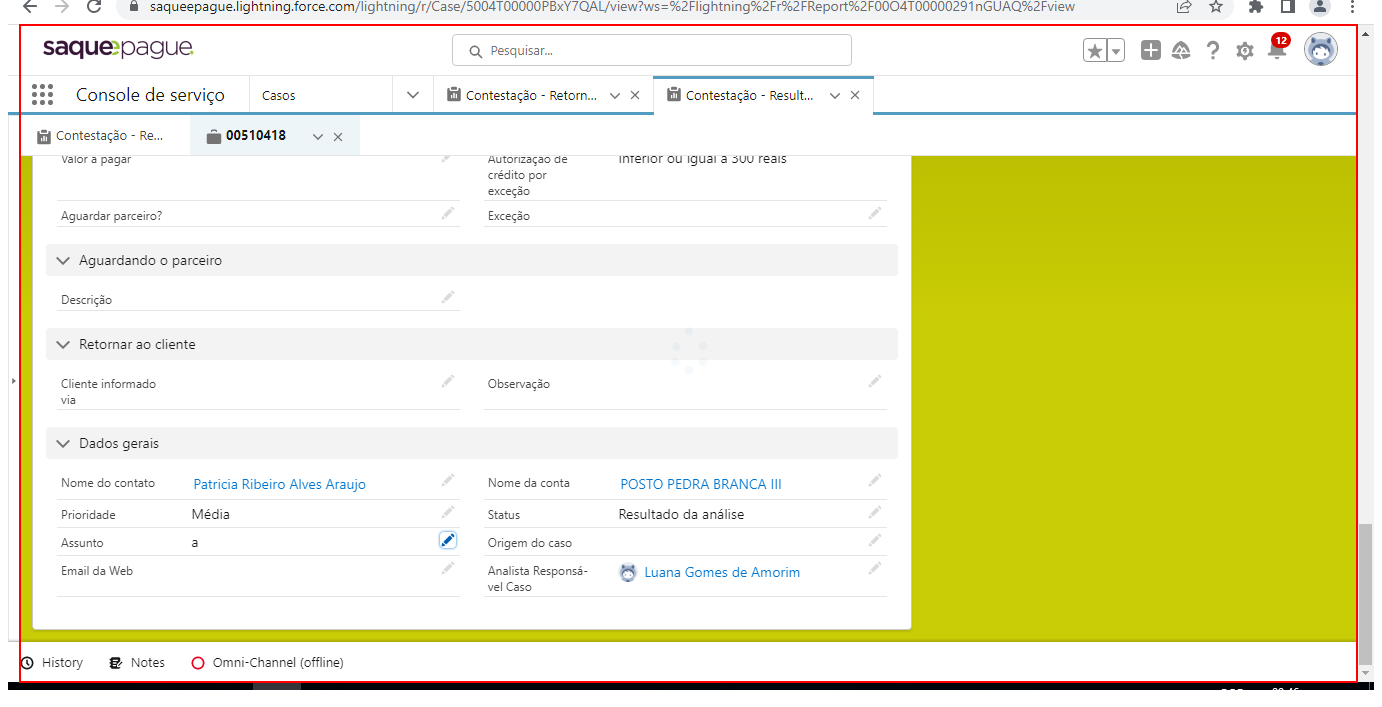 saqueepague.lightning.force.com/lightning/r/Case/5004T00000PBxY7QAL/view?ws=%2Flightning%2Fr%2FReport%2F00O4T00000291nGUAQ%2Fview
saqueepague
Pesquisar...
12
Console de serviço
Casos
Contestação - Retorn...
Contestação - Result...
Contestação - Re...
00510418
Valor a pagar
Autorização de crédito por exceção
Inferior ou igual a 300 reais
Aguardar parceiro?
Exceção
Aguardando o parceiro
Descrição
Retornar ao cliente
Cliente informado via
Observação
Dados gerais
Nome do contato
Patricia Ribeiro Alves Araujo
Nome da conta
POSTO PEDRA BRANCA III
Prioridade
Média
Status
Resultado da análise
Assunto
a
Origem do caso
Email da Web
Analista Responsá-
vel Caso
Luana Gomes de Amorim
History
Notes
Omni-Channel (offline)